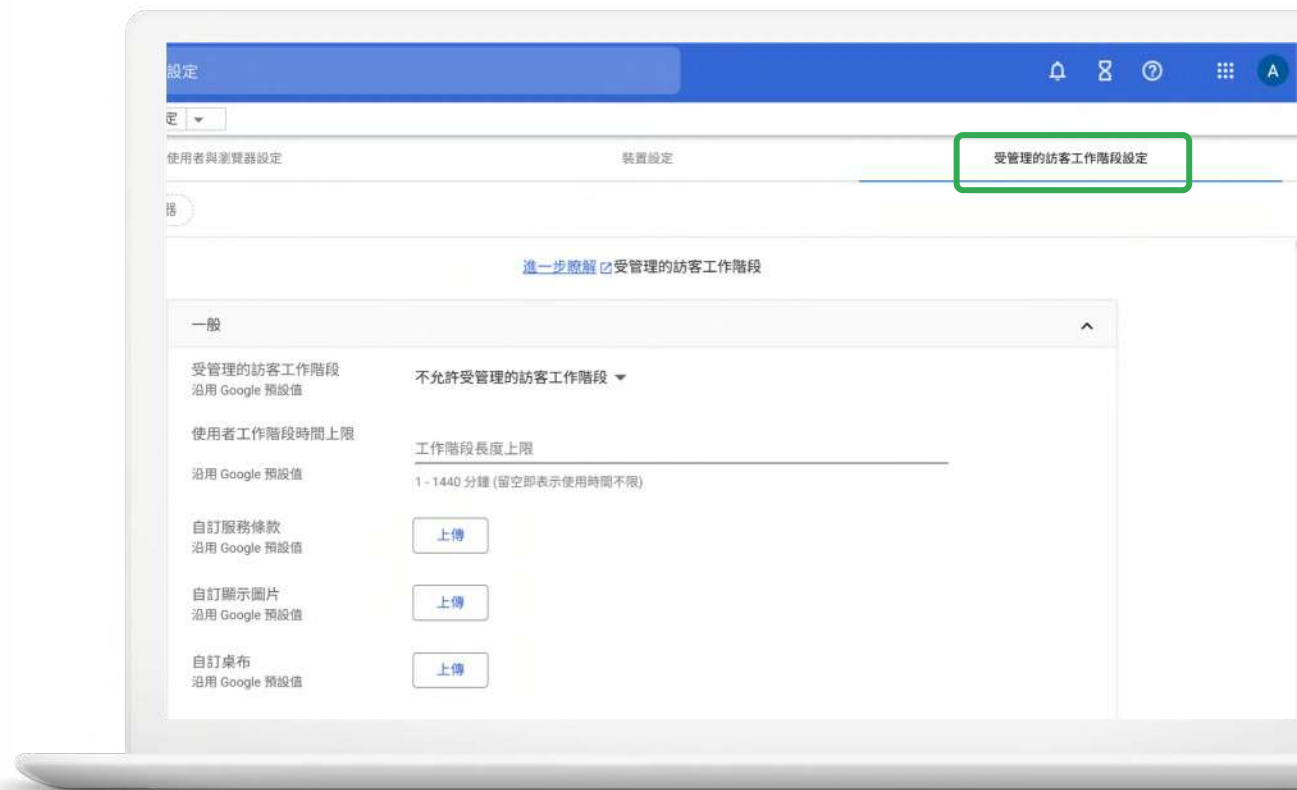 設定
A
定
使用者與瀏覽器設定
裝置設定
受管理的訪客工作階段設定
器
進一步瞭解 受管理的訪客工作階段
一般
受管理的訪客工作階段
沿用 Google 預設值
不允許受管理的訪客工作階段
使用者工作階段時間上限
沿用 Google 預設值
工作階段長度上限
1 - 1440 分鐘 (留空即表示使用時間不限)
自訂服務條款
沿用 Google 預設值
上傳
自訂顯示圖片
沿用 Google 預設值
上傳
自訂桌布
沿用 Google 預設值
上傳